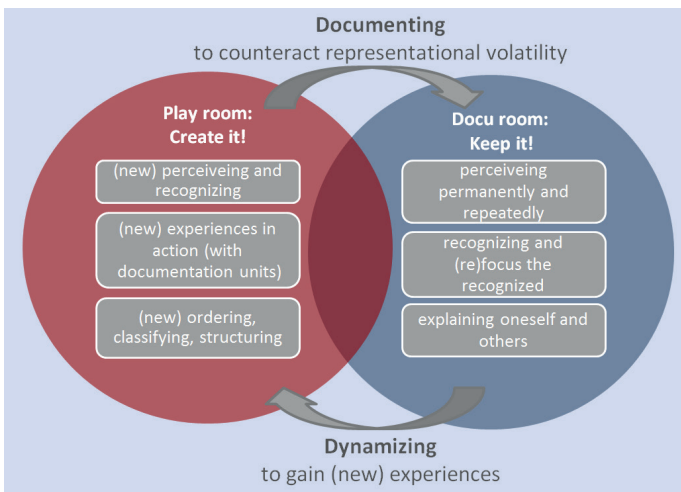 Documenting
to counteract representational volatility
Play room:
Create it!
(new) perceiveing and
recognizing
(new) experiences in
action (with
documentation units)
(new) ordering,
classifying, structuring
Docu room:
Keep it!
perceiveing
permanently and
repeatedly
recognizing and
(re)focus the
recognized
explaining oneself and
others
Dynamizing
to gain (new) experiences